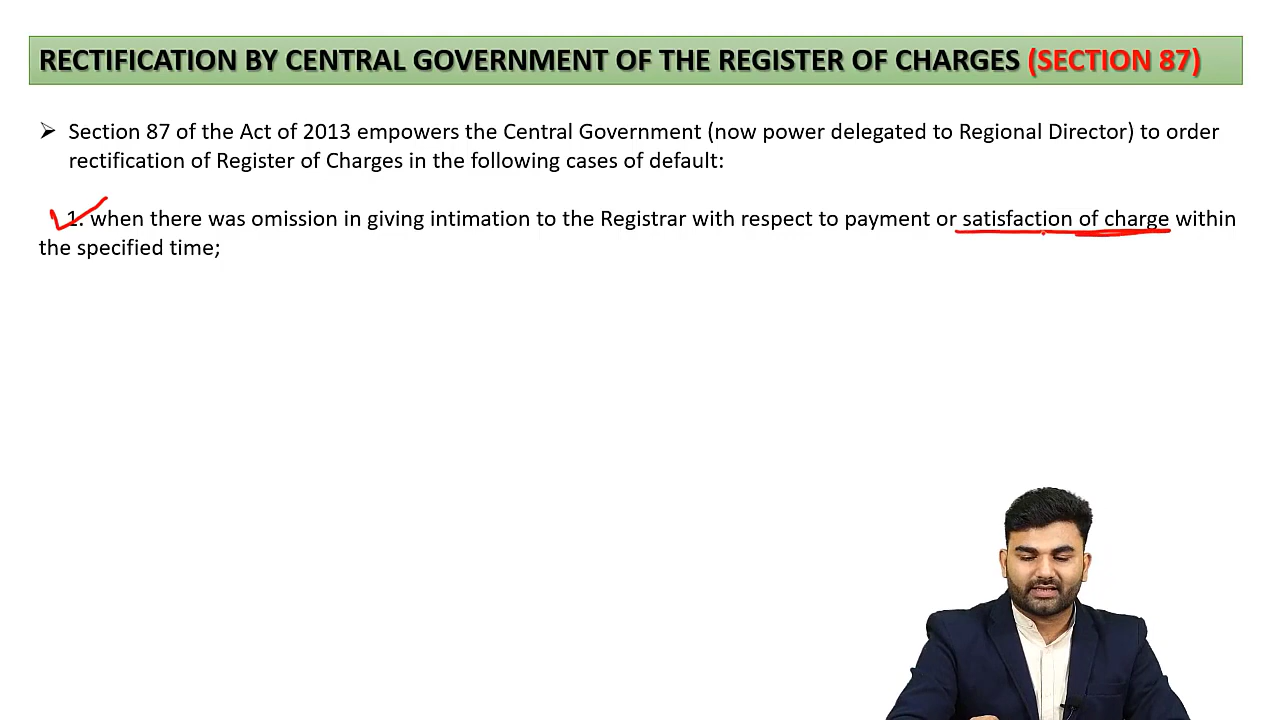 RECTIFICATION BY CENTRAL GOVERNMENT OF THE REGISTER OF CHARGES (SECTION 87)
➢ Section 87 of the Act of 2013 empowers the Central Government (now power delegated to Regional Director) to order
rectification of Register of Charges in the following cases of default:
1. when there was omission in giving intimation to the Registrar with respect to payment or satisfaction of charge within
the specified time;